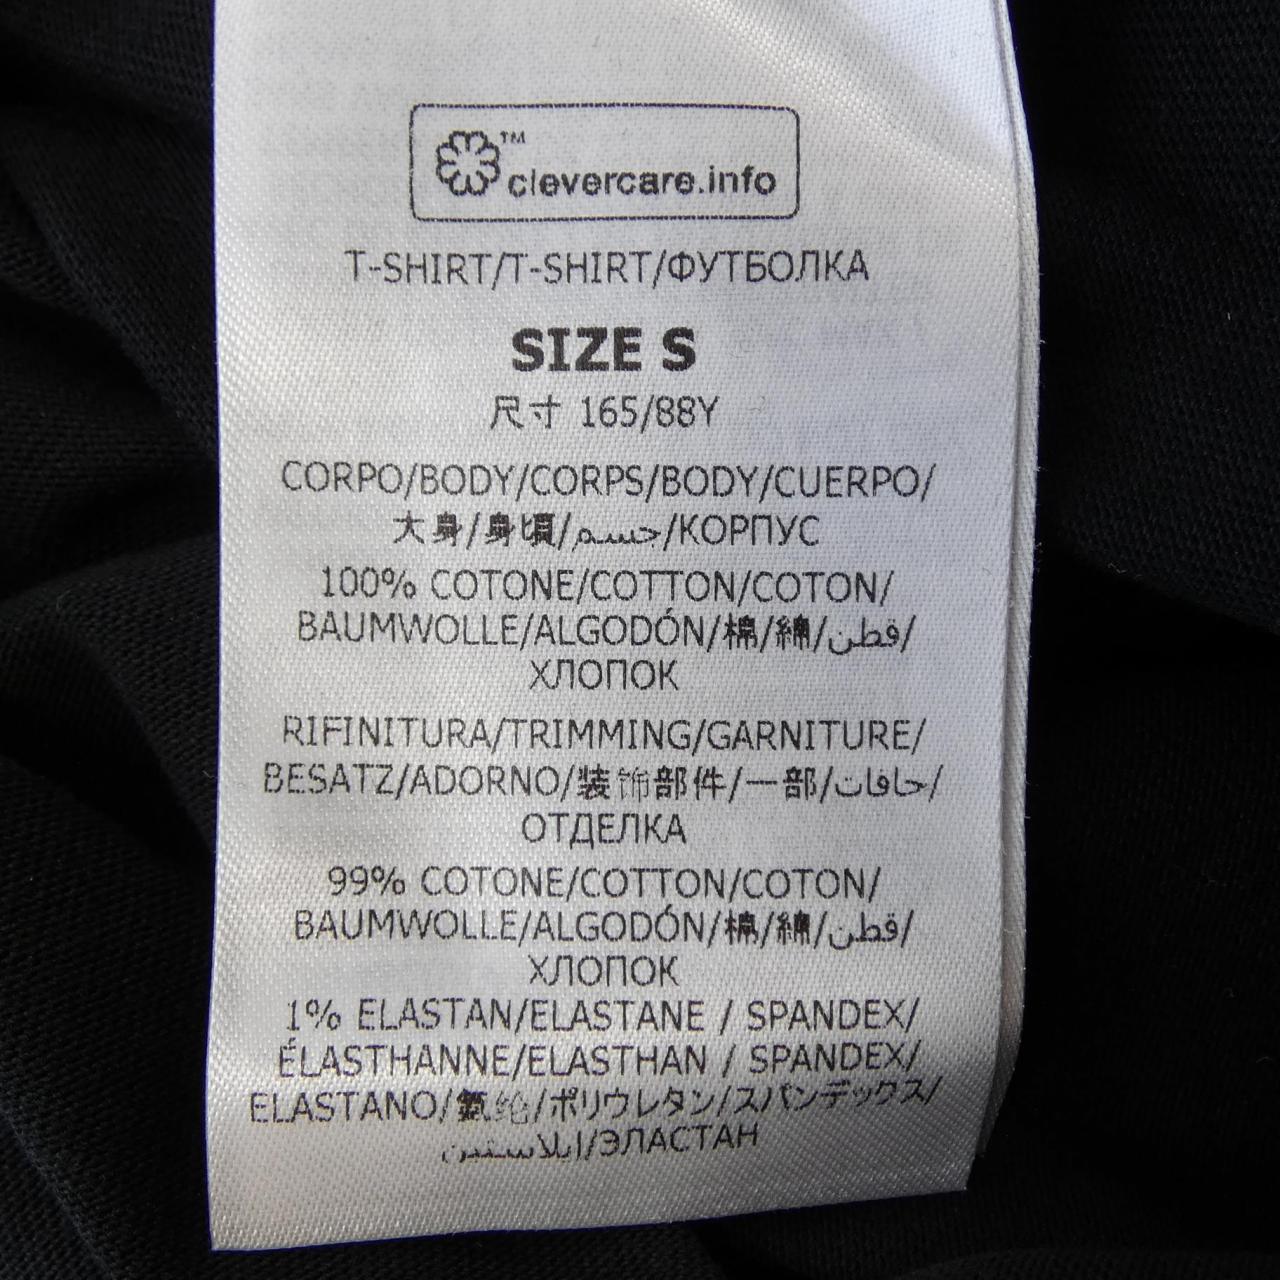 ™
clevercare.info
T-SHIRT/T-SHIRT/ФУТБОЛКА
SIZE S
尺寸 165/88Y
CORPO/BODY/CORPS/BODY/CUERPO/
大身/身頃/جسم/КОРПУС
100% COTONE/COTTON/COTON/
BAUMWOLLE/ALGODÓN/棉/綿/قطن/
ХЛОПОК
RIFINITURA/TRIMMING/GARNITURE/
BESATZ/ADORNO/装饰部件/一部/حافات/
ОТДЕЛКА
99% COTONE/COTTON/COTON/
BAUMWOLLE/ALGODÓN/棉/綿/قطن/
ХЛОПОК
1% ELASTAN/ELASTANE / SPANDEX/
ÉLASTHANNE/ELASTHAN / SPANDEX/
ELASTANO/氨纶/ポリウレタン/スパンデックス/
ايلاستين/ЭЛАСТАН